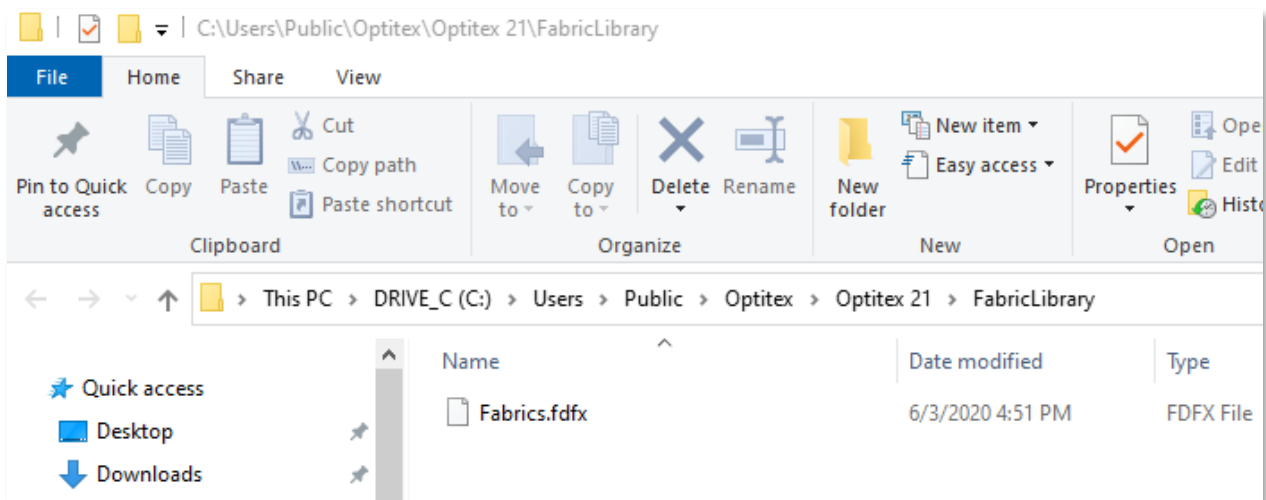 C:\Users\Public\Optitex\Optitex 21\FabricLibrary
File Home Share View
Pin to Quick access
Copy
Paste
Cut
Copy path
Paste shortcut
Clipboard
Move to
Copy to
Delete
Rename
Organize
New folder
New item
Easy access
New
Properties
Edit
Open
This PC > DRIVE_C (C:) > Users > Public > Optitex > Optitex 21 > FabricLibrary
Name Date modified Type
Fabrics.fdfx 6/3/2020 4:51 PM FDFX File
Quick access
Desktop
Downloads